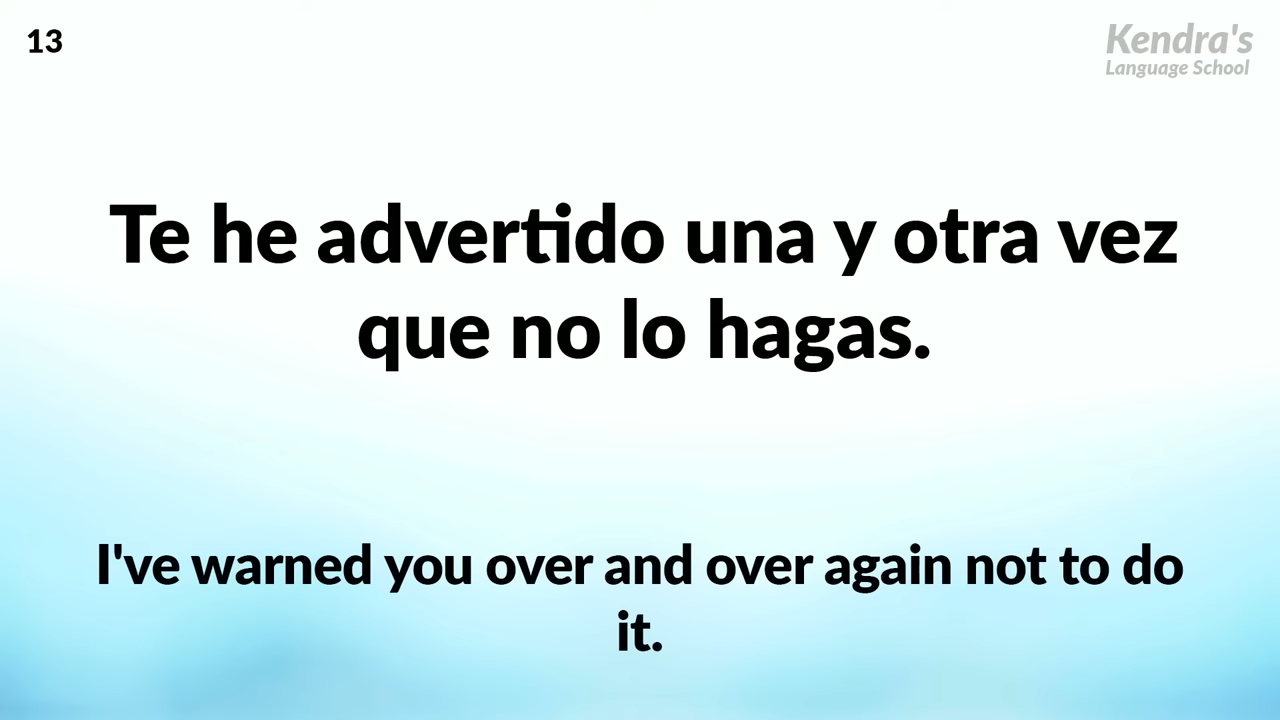 13
Kendra's
Language School
Te he advertido una y otra vez
que no lo hagas.
I've warned you over and over again not to do
it.